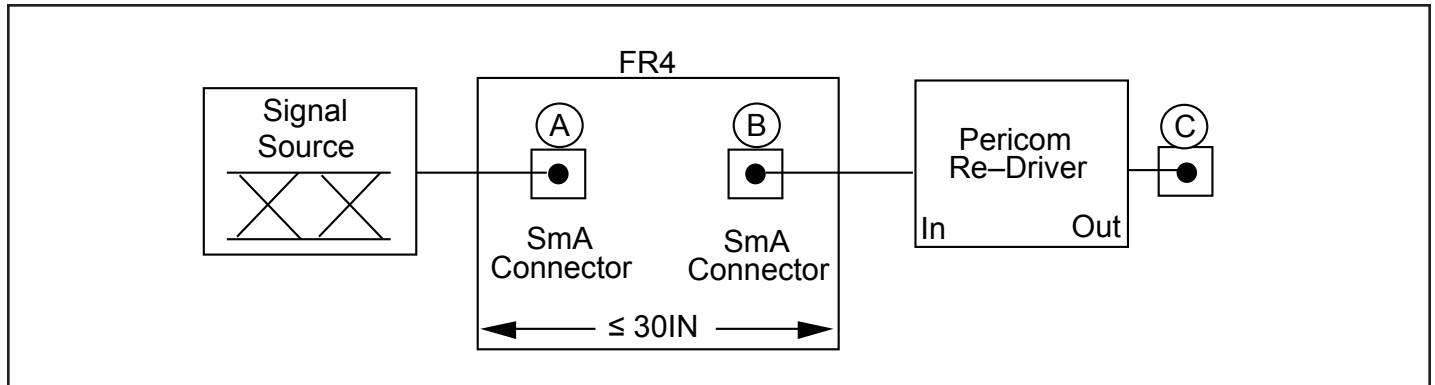 FR4
Signal
Source
A
B
C
Pericom
Re–Driver
In
Out
SmA
Connector
SmA
Connector
≤ 30IN